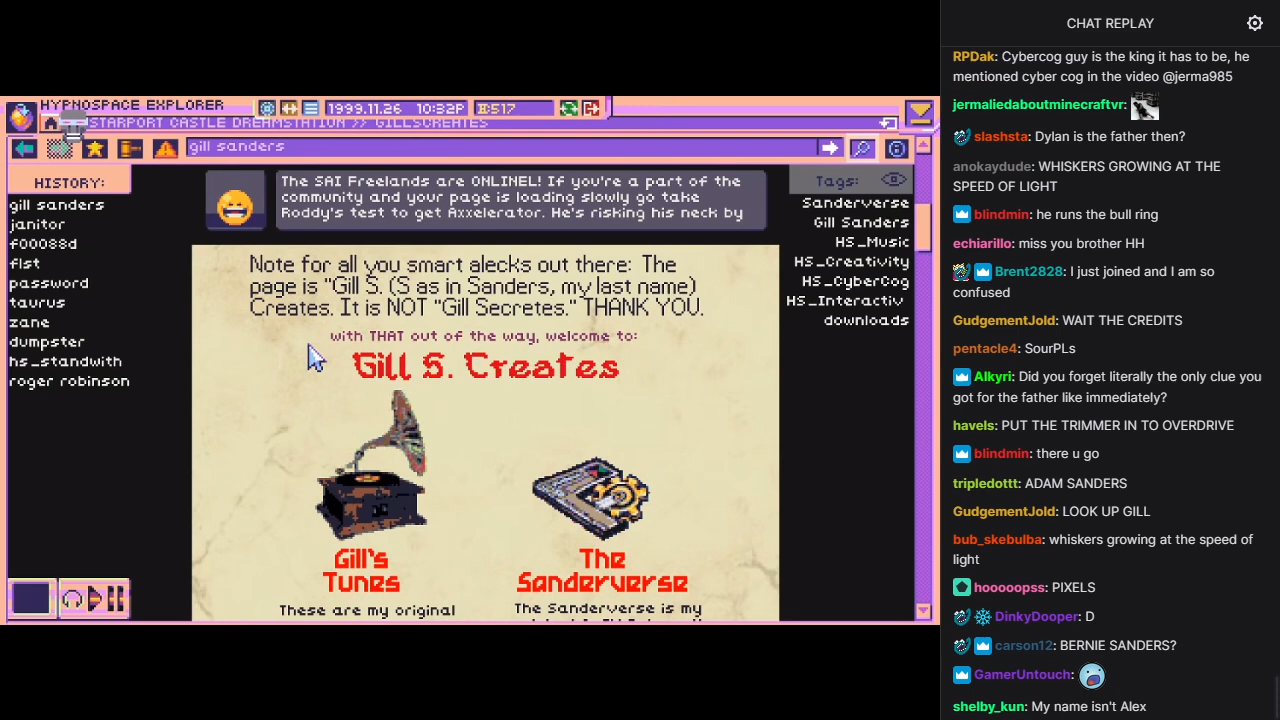 HYPNOSPACE EXPLORER
1999.11.26 10:32P
517
STARPORT CASTLE DREAMSTATION >> GILLSCREATES
gill sanders
HISTORY:
gill sanders
janitor
f00088d
fist
password
taurus
zane
dumpster
hs_standwith
roger robinson
The SAI Freelands are ONLINE! If you're a part of the
community and your page is loading slowly go take
Roddy's test to get Axxelerator. He's risking his neck by
Note for all you smart alecks out there: The
page is "Gill S. (S as in Sanders, my last name)
Creates. It is NOT "Gill Secretes." THANK YOU.
with THAT out of the way, welcome to:
Gill S. Creates
Gill's
Tunes
These are my original
The
Sanderverse
The Sanderverse is my
Tags:
Sanderverse
Gill Sanders
HS_Music
HS_Creativity
HS_CyberCog
HS_Interactiv
downloads
CHAT REPLAY
RPDak: Cybercog guy is the king it has to be, he
mentioned cyber cog in the video @jerma985
jermaliedaboutminecraftvr:
slashsta: Dylan is the father then?
anokaydude: WHISKERS GROWING AT THE
SPEED OF LIGHT
blindmin: he runs the bull ring
echiarillo: miss you brother HH
Brent2828: I just joined and I am so
confused
GudgementJold: WAIT THE CREDITS
pentacle4: SourPLs
Alkyri: Did you forget literally the only clue you
got for the father like immediately?
havels: PUT THE TRIMMER IN TO OVERDRIVE
blindmin: there u go
tripledottt: ADAM SANDERS
GudgementJold: LOOK UP GILL
bub_skebulba: whiskers growing at the speed of
light
hooooopss: PIXELS
DinkyDooper: D
carson12: BERNIE SANDERS?
GamerUntouch:
shelby_kun: My name isn't Alex